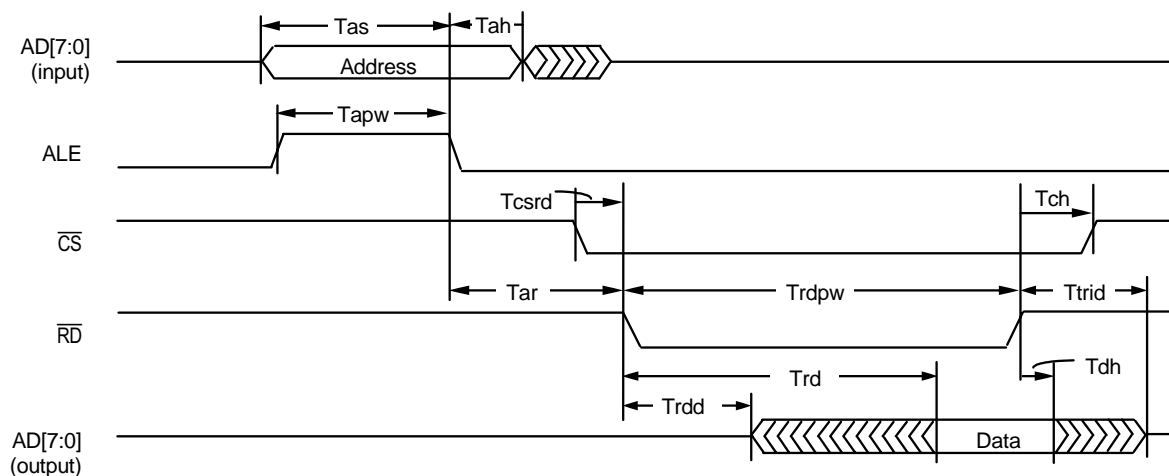 Tas
Tah
AD[7:0]
(input)
Address
Tapw
ALE
Tcsrd
Tch
CS
Tar
Trdpw
Ttrid
RD
Trd
Tdh
Trdd
AD[7:0]
(output)
Data